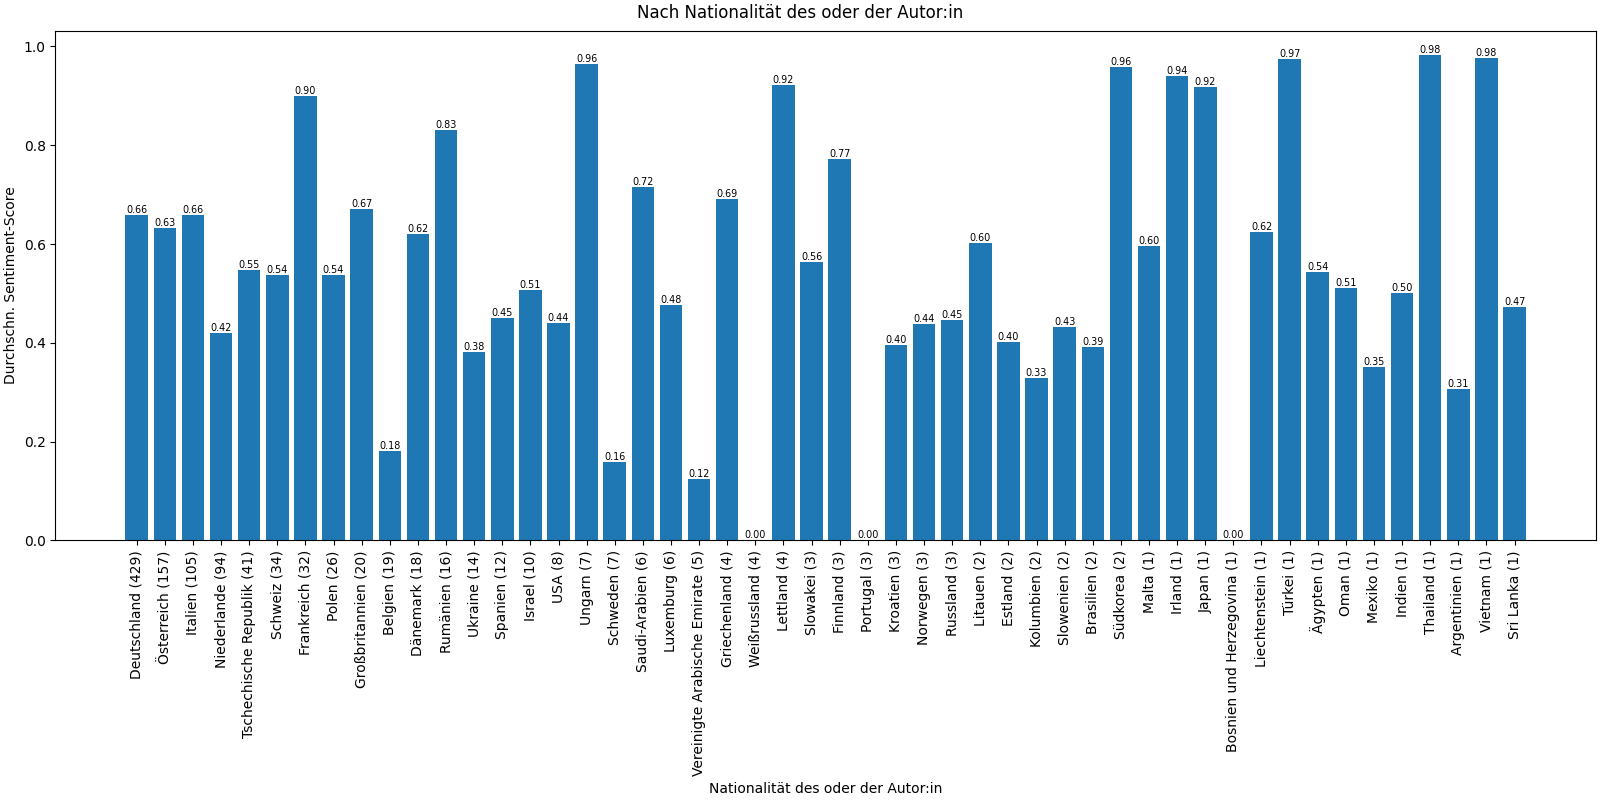 Nach Nationalität des oder der Autor:in
Durchschn. Sentiment-Score
1.0
0.8
0.6
0.4
0.2
0.0
0.66
0.63
0.66
0.42
0.55
0.54
0.90
0.54
0.67
0.18
0.62
0.83
0.38
0.45
0.51
0.44
0.96
0.16
0.72
0.48
0.12
0.69
0.00
0.92
0.56
0.77
0.00
0.40
0.44
0.45
0.60
0.40
0.33
0.43
0.39
0.96
0.60
0.94
0.92
0.00
0.62
0.97
0.54
0.51
0.35
0.50
0.98
0.31
0.98
0.47
Deutschland (429)
Österreich (157)
Italien (105)
Niederlande (94)
Tschechische Republik (41)
Schweiz (34)
Frankreich (32)
Polen (26)
Großbritannien (20)
Belgien (19)
Dänemark (18)
Rumänien (16)
Ukraine (14)
Spanien (12)
Israel (10)
USA (8)
Ungarn (7)
Schweden (7)
Saudi-Arabien (6)
Luxemburg (6)
Vereinigte Arabische Emirate (5)
Griechenland (4)
Weißrussland (4)
Lettland (4)
Slowakei (3)
Finnland (3)
Portugal (3)
Kroatien (3)
Norwegen (3)
Russland (3)
Litauen (2)
Estland (2)
Kolumbien (2)
Slowenien (2)
Brasilien (2)
Südkorea (2)
Malta (1)
Irland (1)
Japan (1)
Bosnien und Herzegovina (1)
Liechtenstein (1)
Türkei (1)
Ägypten (1)
Oman (1)
Mexiko (1)
Indien (1)
Thailand (1)
Argentinien (1)
Vietnam (1)
Sri Lanka (1)
Nationalität des oder der Autor:in